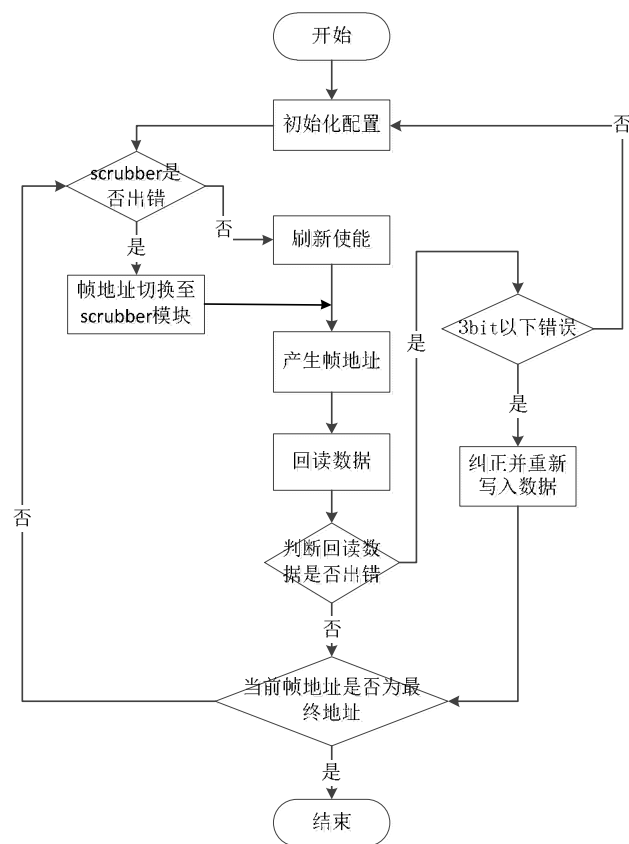 开始
初始化配置
否
scrubber是
否出错
否
刷新使能
是
帧地址切换至
scrubber模块
3bit以下错误
是
产生帧地址
是
回读数据
纠正并重新
写入数据
否
判断回读数
据是否出错
否
当前帧地址是否为最
终地址
是
结束